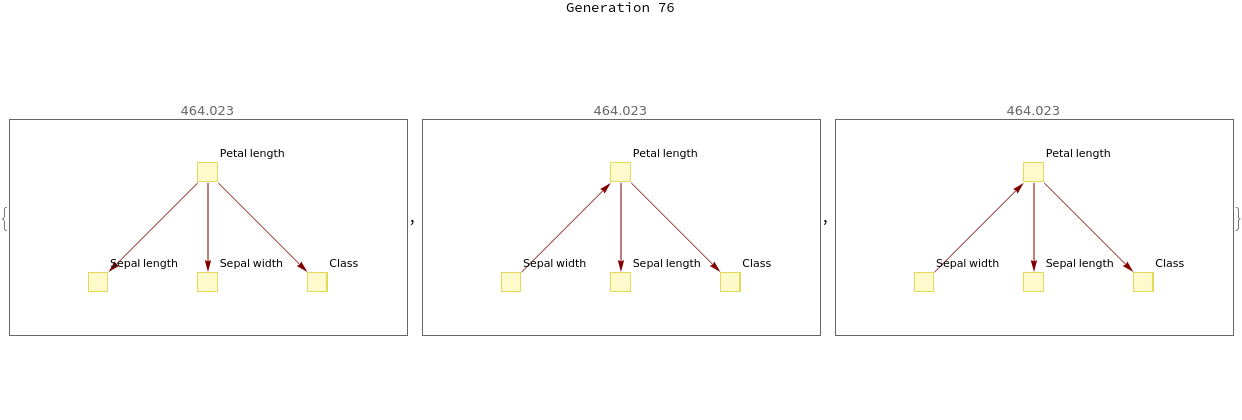 Generation 76
464.023
Petal length
Sepal length
Sepal width
Class
464.023
Petal length
Sepal width
Sepal length
Class
464.023
Petal length
Sepal width
Sepal length
Class
{ , , }